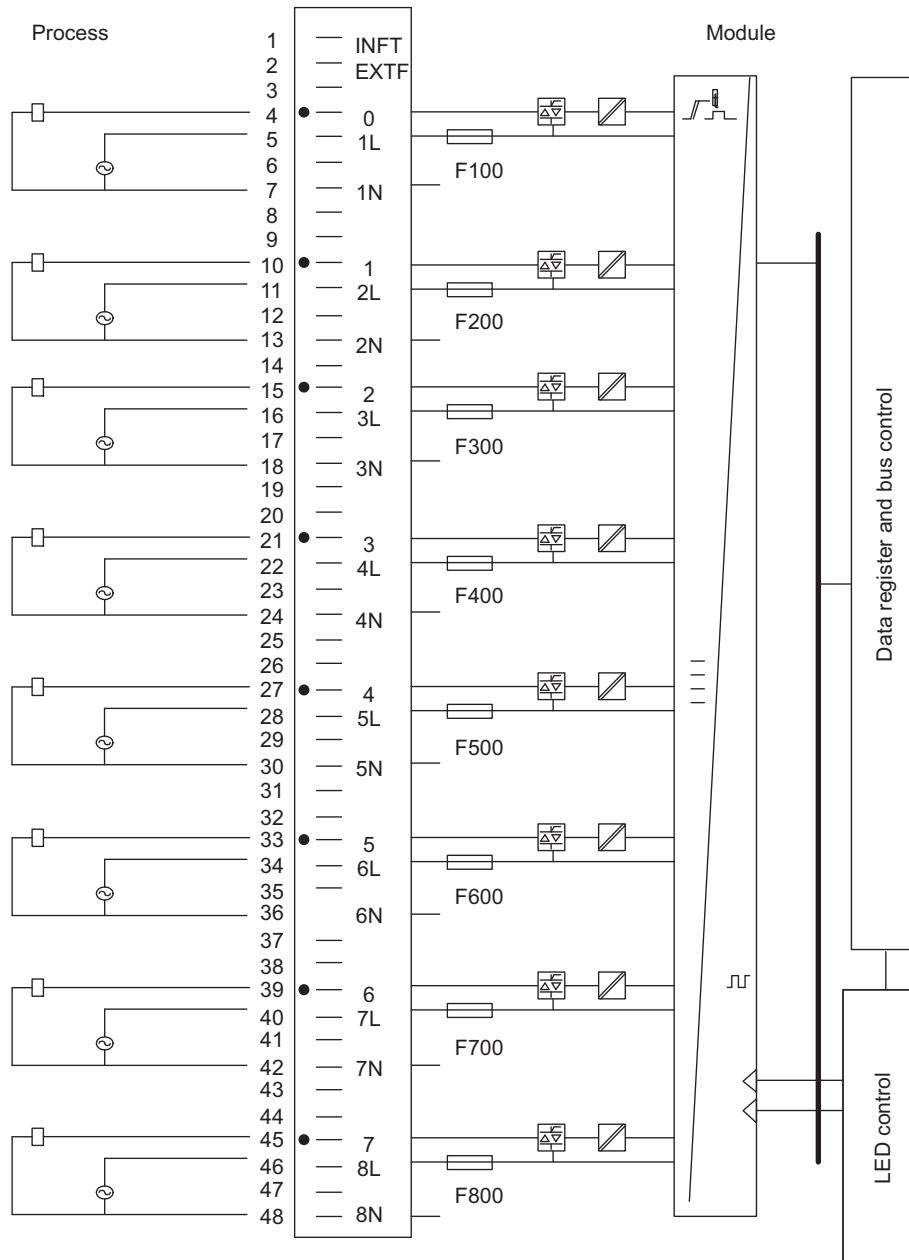 Process
Module
1 INFT
2 EXTF
3
4 0
5 1L
F100
6
7 1N
8
9
10 1
11 2L
F200
12
13 2N
14
15 2
16 3L
F300
17
18 3N
19
20
21 3
22 4L
F400
23
24 4N
25
26
27 4
28 5L
F500
29
30 5N
31
32
33 5
34 6L
F600
35
36 6N
37
38
39 6
40 7L
F700
41
42 7N
43
44
45 7
46 8L
F800
47
48 8N
Data register and bus control
LED control